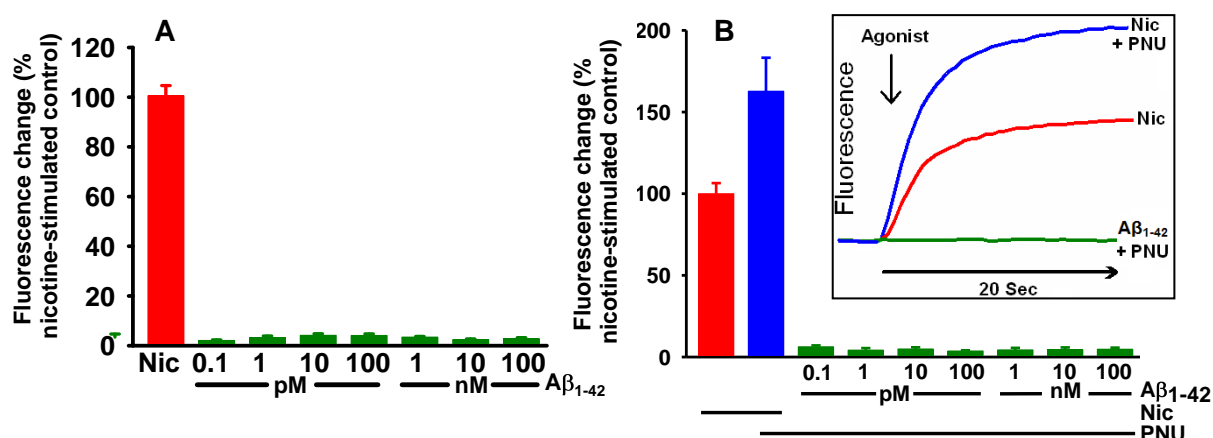 A
Fluorescence change (%
nicotine-stimulated control)
120
100
80
60
40
20
0
Nic
0.1
1
10
100
1
10
100
pM
nM
Aβ1-42
B
Fluorescence change (%
nicotine-stimulated control)
200
150
100
50
0
Fluorescence
Agonist
Nic
+ PNU
Nic
Aβ1-42
+ PNU
20 Sec
0.1
1
10
100
1
10
100
pM
nM
Aβ1-42
Nic
PNU